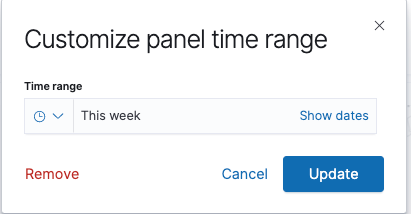 Customize panel time range
Time range
This week Show dates
Remove Cancel Update